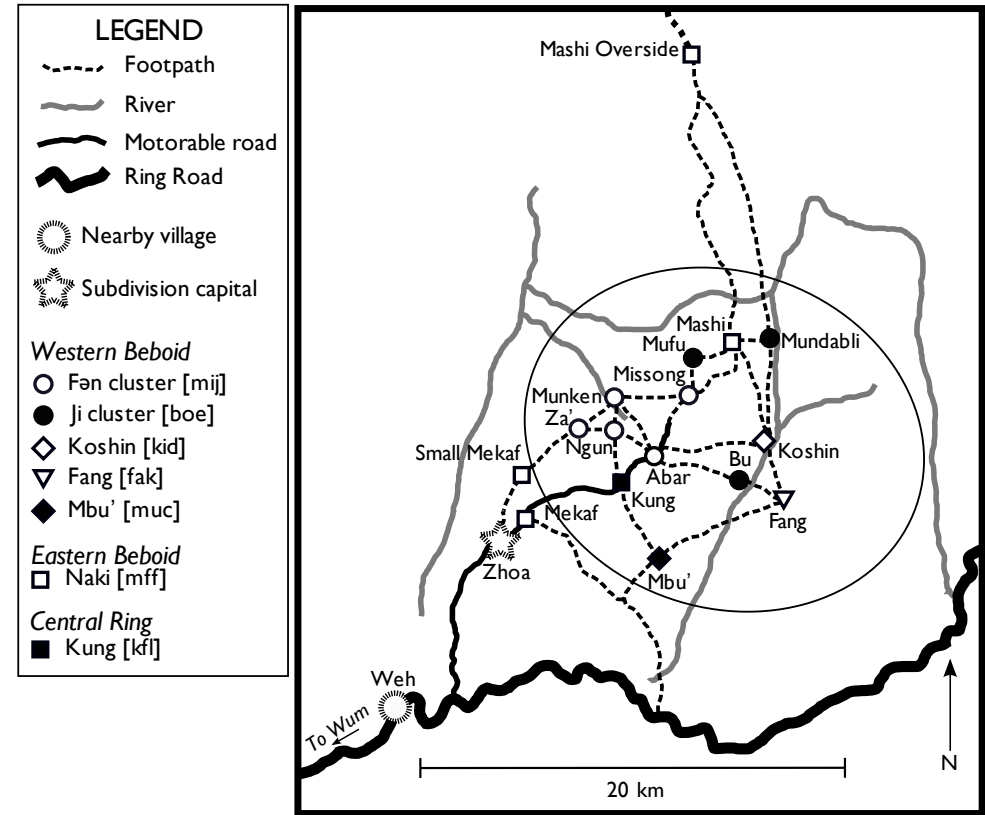 LEGEND
Footpath
River
Motorable road
Ring Road
Nearby village
Subdivision capital
Western Beboid
Fən cluster [mij]
Ji cluster [boe]
Koshin [kid]
Fang [fak]
Mbu’ [muc]
Eastern Beboid
Naki [mff]
Central Ring
Kung [kfl]
Mashi Overside
Mashi
Mundabli
Mufu
Missong
Munken
Za’
Ngun
Small Mekaf
Koshin
Bu
Abar
Kung
Mekaf
Fang
Zhoa
Mbu’
Weh
To Wum
N
20 km